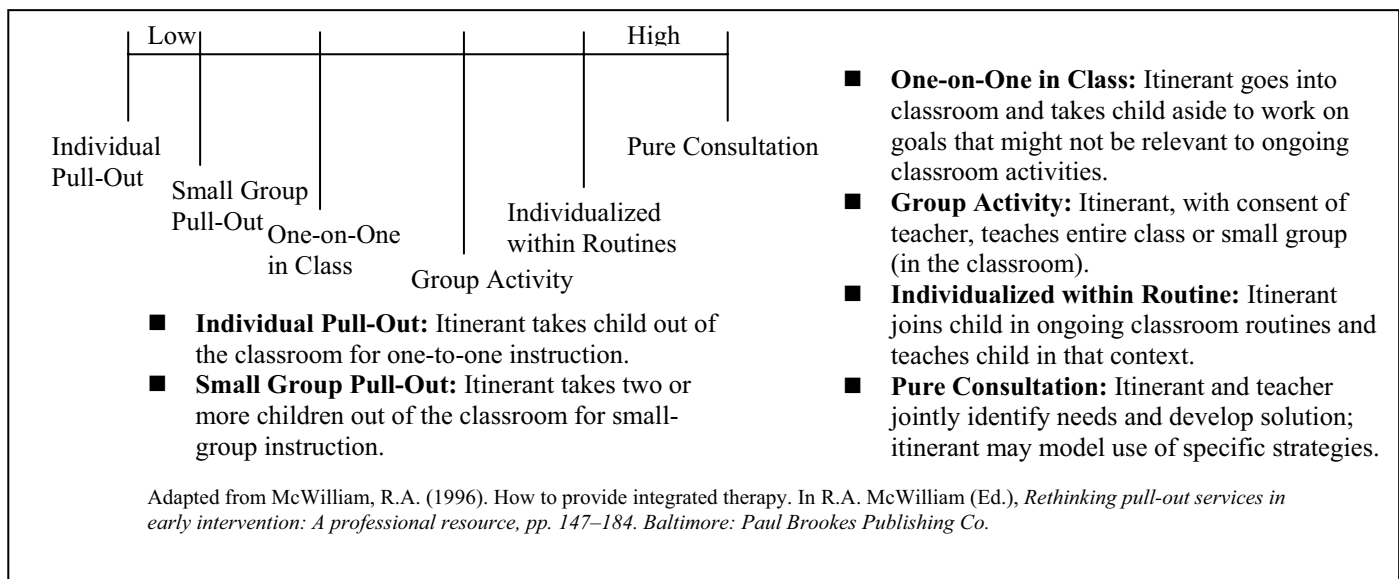 Low
High
Individual
Pull-Out
Small Group
Pull-Out
One-on-One
in Class
Group Activity
Individualized
within Routines
Pure Consultation
■ Individual Pull-Out: Itinerant takes child out of
the classroom for one-to-one instruction.
■ Small Group Pull-Out: Itinerant takes two or
more children out of the classroom for small-
group instruction.
■ One-on-One in Class: Itinerant goes into
classroom and takes child aside to work on
goals that might not be relevant to ongoing
classroom activities.
■ Group Activity: Itinerant, with consent of
teacher, teaches entire class or small group
(in the classroom).
■ Individualized within Routine: Itinerant
joins child in ongoing classroom routines and
teaches child in that context.
■ Pure Consultation: Itinerant and teacher
jointly identify needs and develop solution;
itinerant may model use of specific strategies.
Adapted from McWilliam, R.A. (1996). How to provide integrated therapy. In R.A. McWilliam (Ed.), Rethinking pull-out services in
early intervention: A professional resource, pp. 147–184. Baltimore: Paul Brookes Publishing Co.